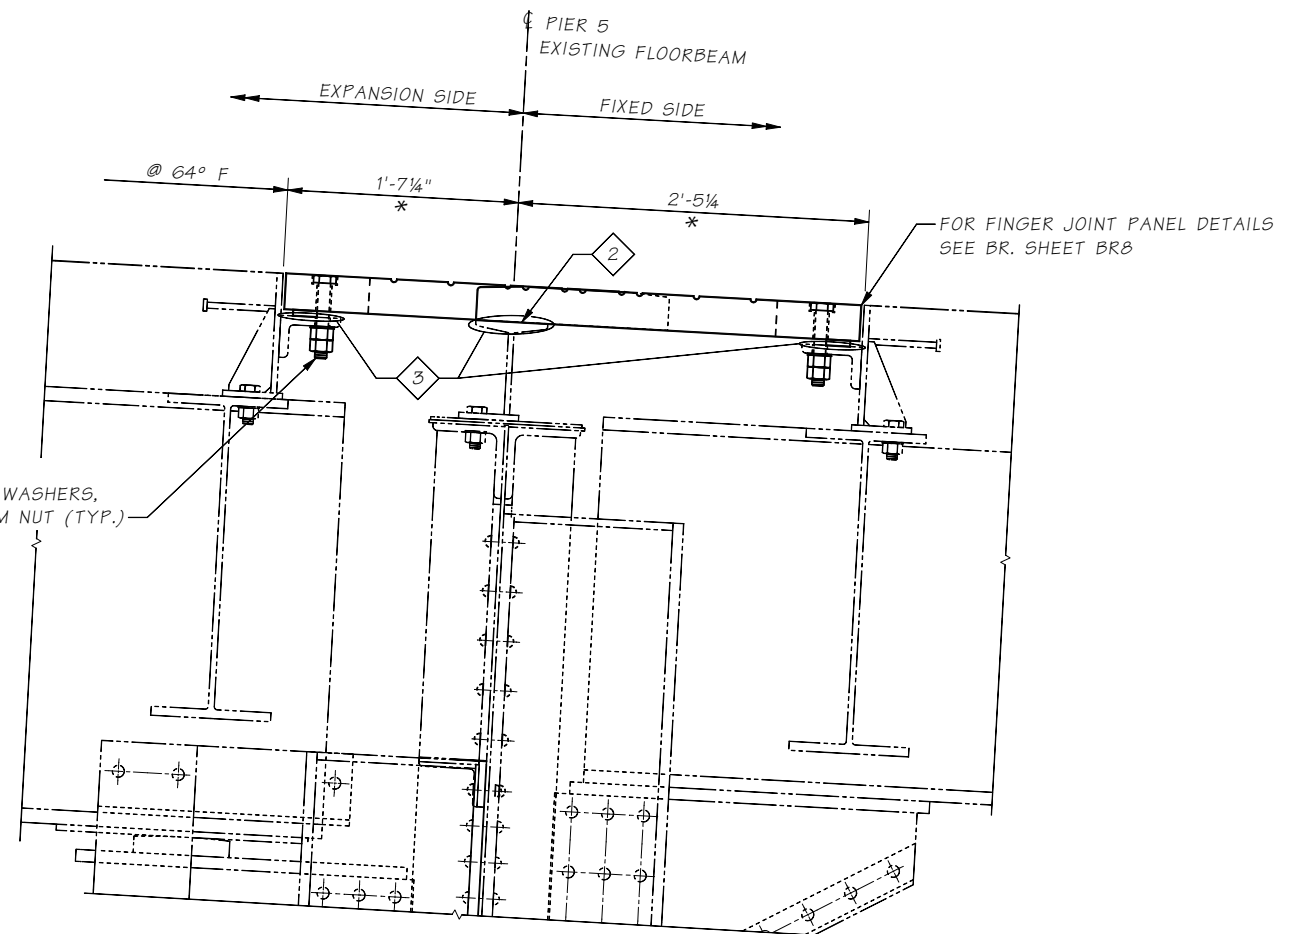 ℄ PIER 5
EXISTING FLOORBEAM
EXPANSION SIDE
FIXED SIDE
@ 64° F
1'-7¼"
*
2'-5¼
*
FOR FINGER JOINT PANEL DETAILS
SEE BR. SHEET BR8
2
3
WASHERS,
M NUT (TYP.)